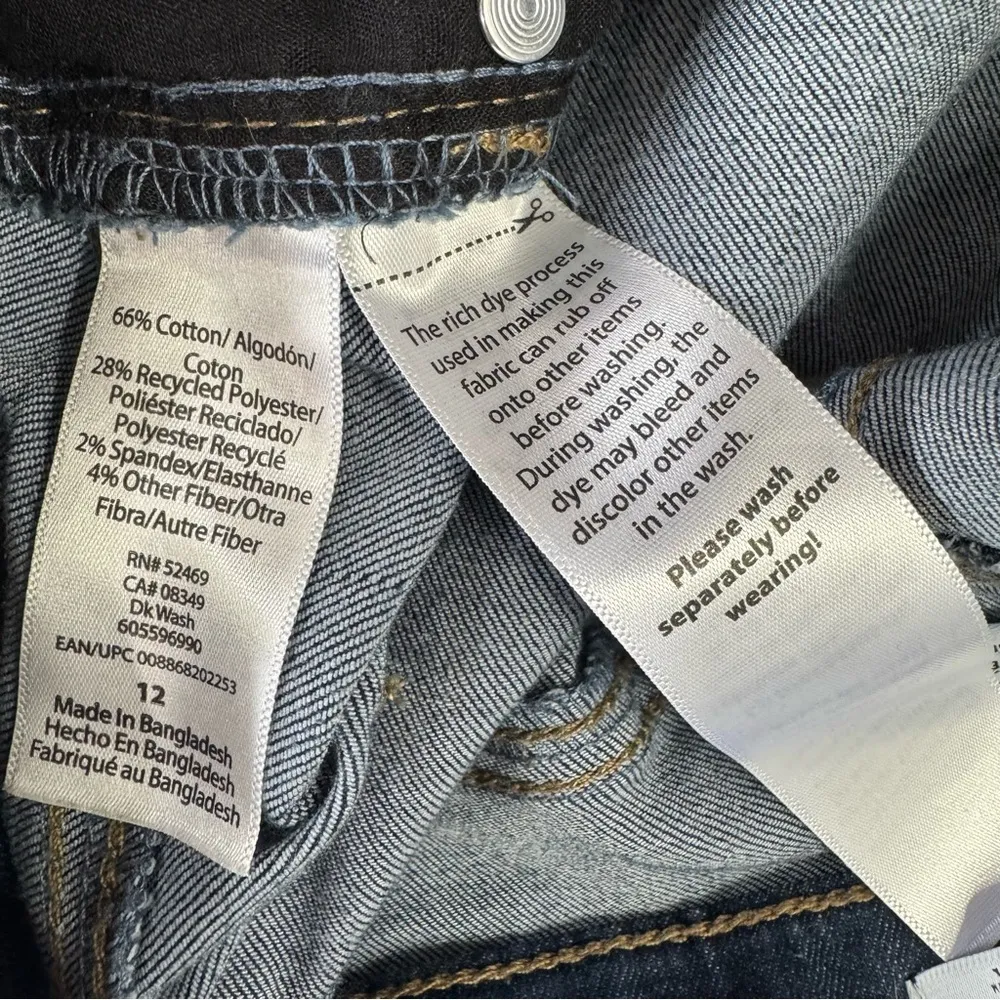 66% Cotton/ Algodón/
Coton
28% Recycled Polyester/
Poliéster Reciclado/
Polyester Recyclé
2% Spandex/Elasthanne
4% Other Fiber/Otra
Fibra/Autre Fiber
RN# 52469
CA# 08349
Dk Wash
605596990
EAN/UPC 008868202253
12
Made In Bangladesh
Hecho En Bangladesh
Fabriqué au Bangladesh
The rich dye process
used in making this
fabric can rub off
onto other items
before washing.
During washing, the
dye may bleed and
discolor other items
in the wash.
Please wash
separately before
wearing!